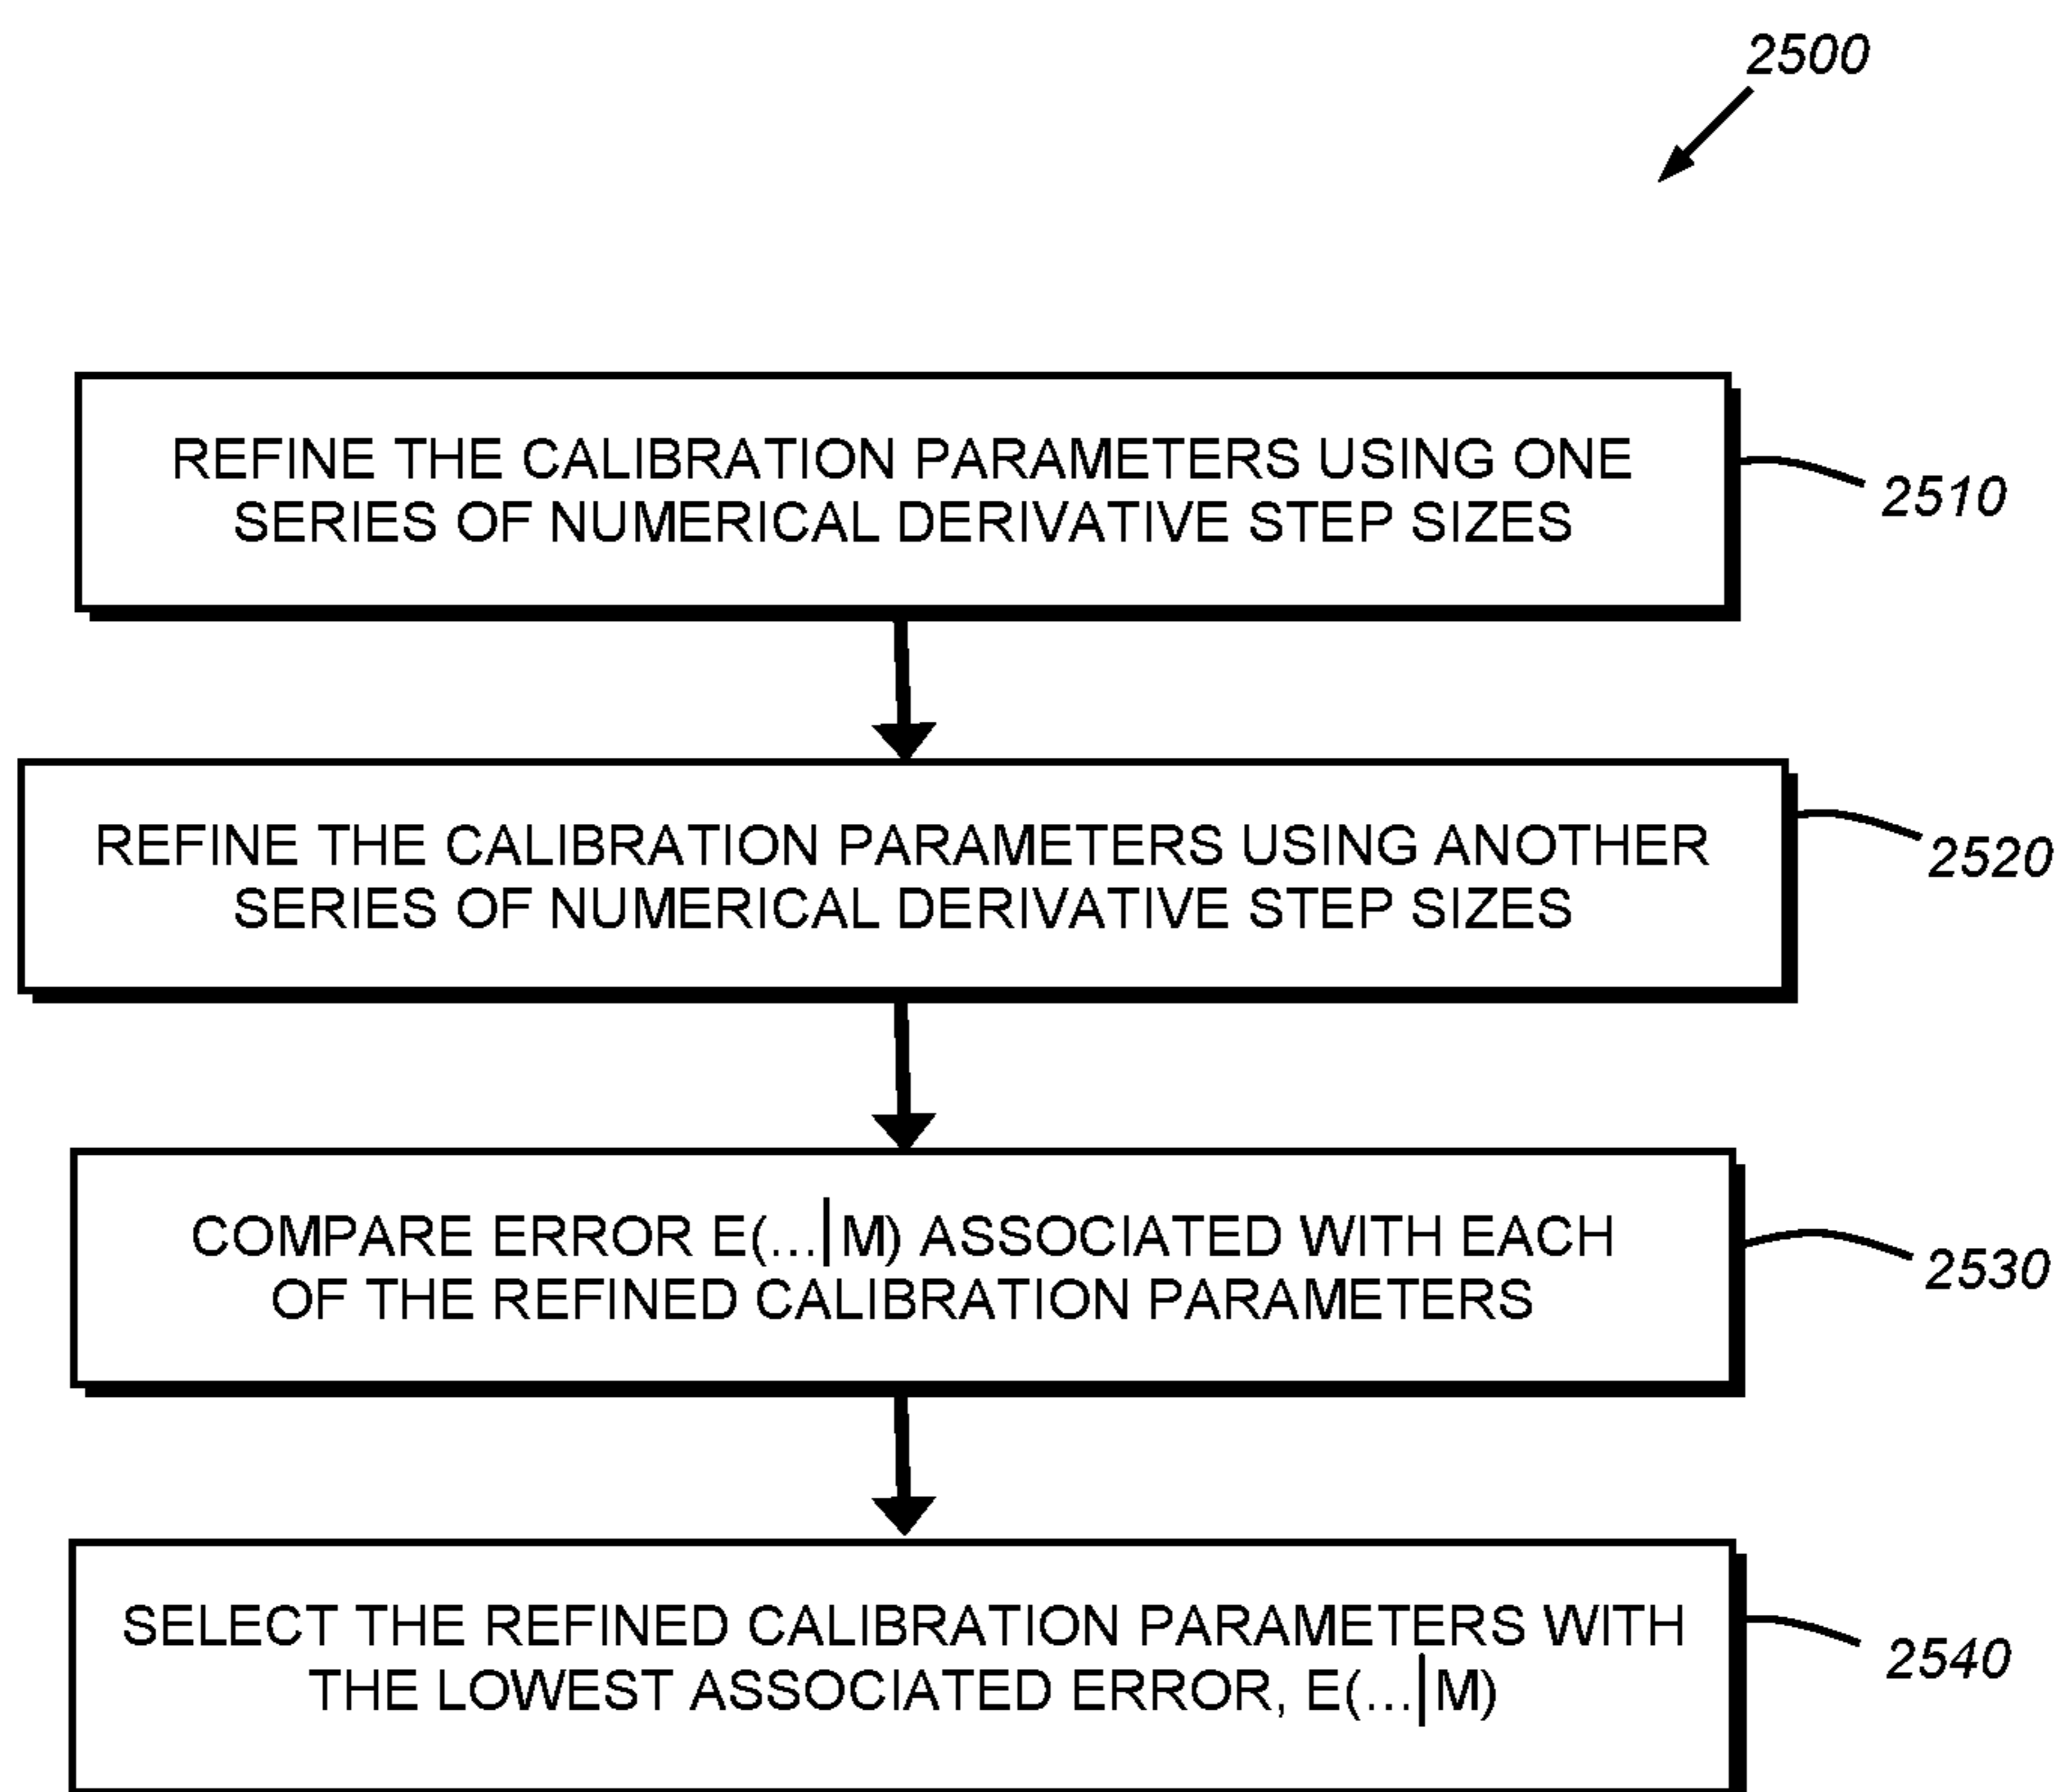 2500
REFINE THE CALIBRATION PARAMETERS USING ONE
SERIES OF NUMERICAL DERIVATIVE STEP SIZES
2510
REFINE THE CALIBRATION PARAMETERS USING ANOTHER
SERIES OF NUMERICAL DERIVATIVE STEP SIZES
2520
COMPARE ERROR E(...|M) ASSOCIATED WITH EACH
OF THE REFINED CALIBRATION PARAMETERS
2530
SELECT THE REFINED CALIBRATION PARAMETERS WITH
THE LOWEST ASSOCIATED ERROR, E(...|M)
2540